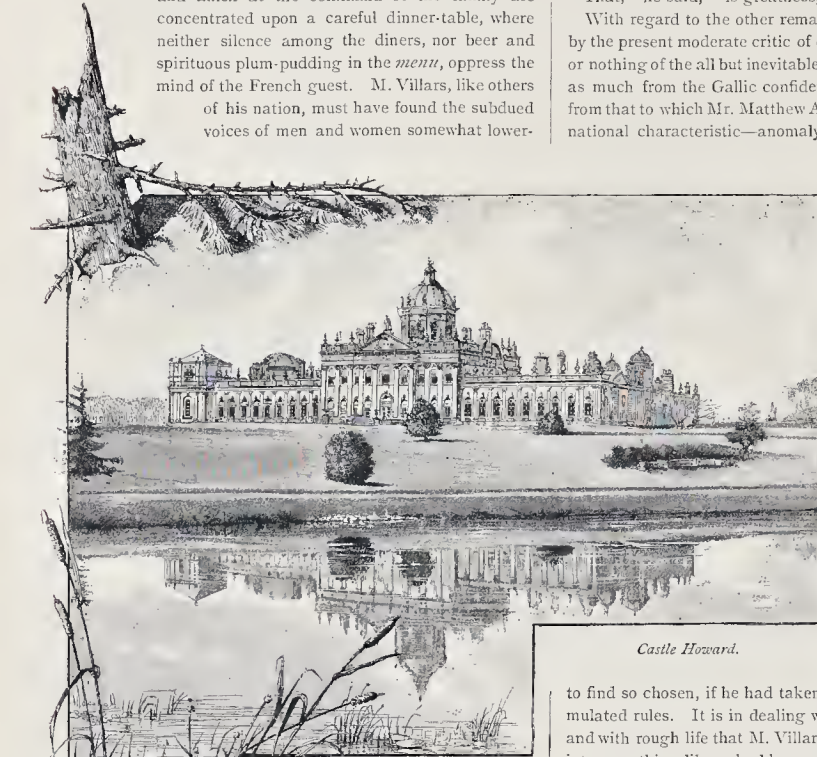 concentrated upon a careful dinner-table, where
neither silence among the diners, nor beer and
spirituous plum-pudding in the menu, oppress the
mind of the French guest. M. Villars, like others
of his nation, must have found the subdued
voices of men and women somewhat lower-
With regard to the other rema
by the present moderate critic of
or nothing of the all but inevitable
as much from the Gallic confide
from that to which Mr. Matthew A
national characteristic—anomaly
Castle Howard.
to find so chosen, if he had taken
mulated rules. It is in dealing w
and with rough life that M. Villar